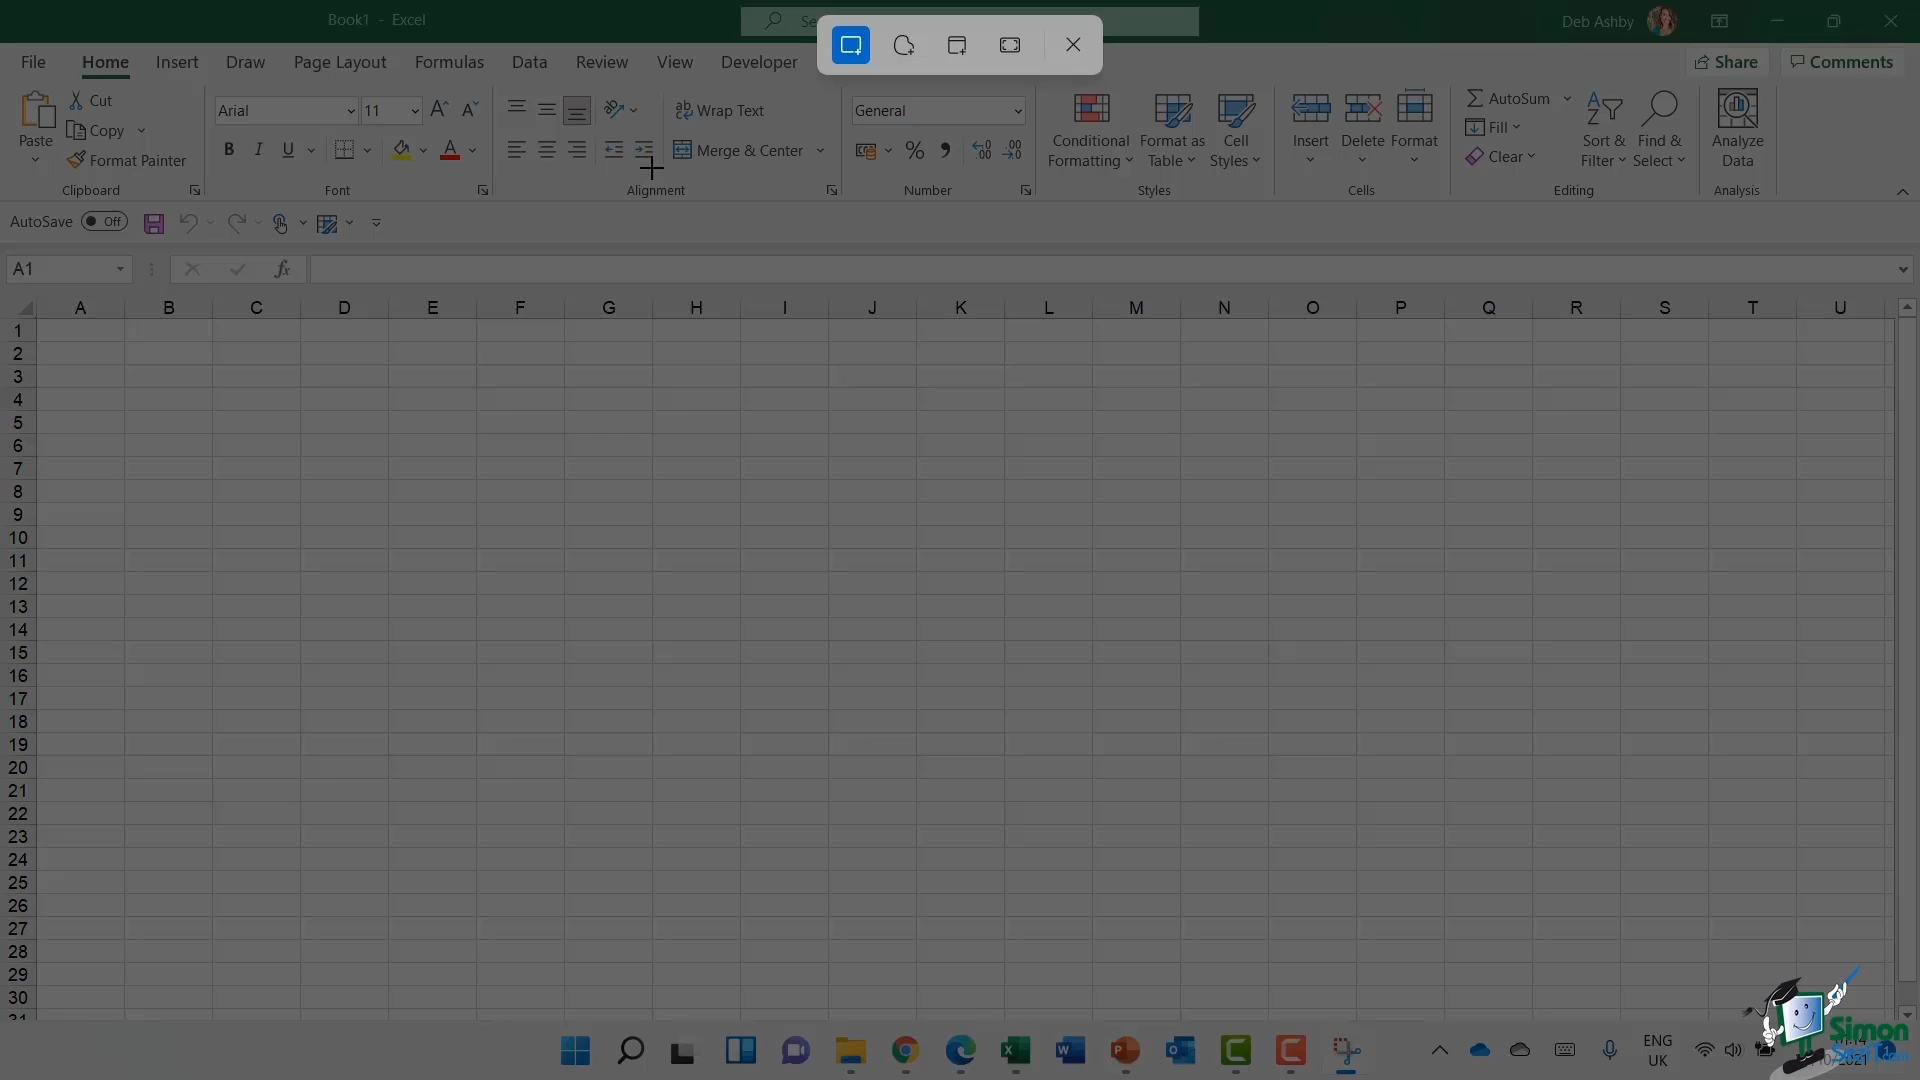 Book1 - Excel
Deb Ashby
File Home Insert Draw Page Layout Formulas Data Review View Developer
Share
Comments
Paste
Cut
Copy
Format Painter
Clipboard
Arial
11
B I U
Font
Wrap Text
Merge & Center
Alignment
General
Number
Conditional
Formatting
Format as
Table
Cell
Styles
Styles
Insert
Delete
Format
Cells
AutoSum
Fill
Clear
Sort &
Filter
Find &
Select
Editing
Analyze
Data
Analysis
AutoSave Off
A1
fx
A B C D E F G H I J K L M N O P Q R S T U
1
2
3
4
5
6
7
8
9
10
11
12
13
14
15
16
17
18
19
20
21
22
23
24
25
26
27
28
29
30
31
ENG
UK
Simon
SezIT.com